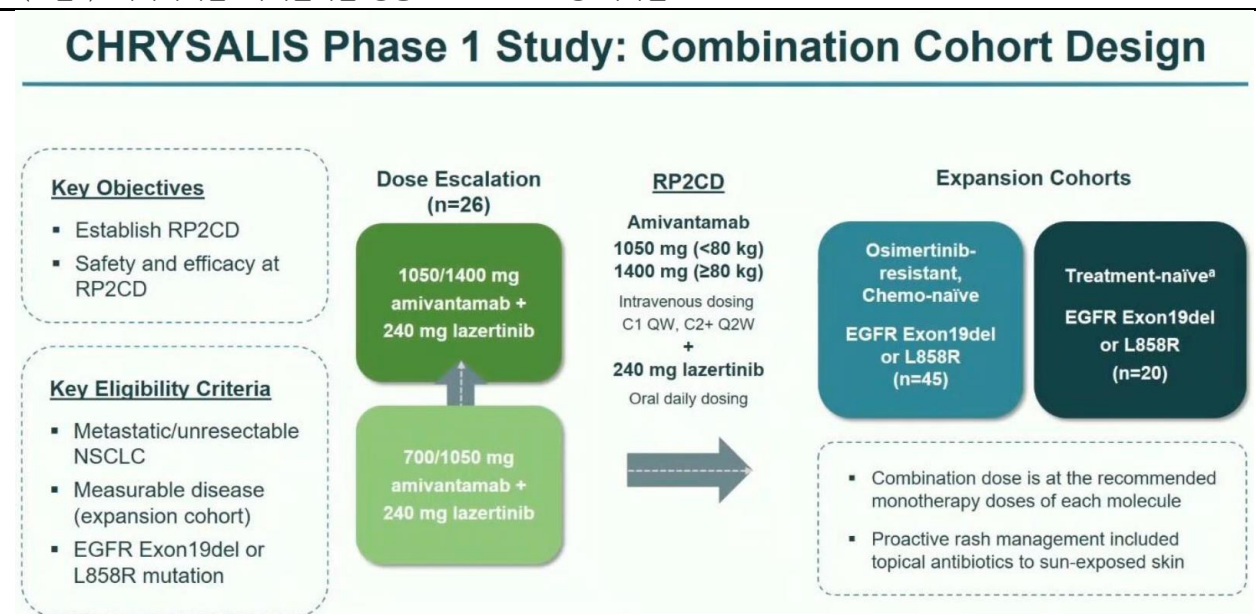 CHRYSALIS Phase 1 Study: Combination Cohort Design
Key Objectives
▪ Establish RP2CD
▪ Safety and efficacy at
RP2CD
Key Eligibility Criteria
▪ Metastatic/unresectable
NSCLC
▪ Measurable disease
(expansion cohort)
▪ EGFR Exon19del or
L858R mutation
Dose Escalation
(n=26)
1050/1400 mg
amivantamab +
240 mg lazertinib
700/1050 mg
amivantamab +
240 mg lazertinib
RP2CD
Amivantamab
1050 mg (<80 kg)
1400 mg (≥80 kg)
Intravenous dosing
C1 QW, C2+ Q2W
+
240 mg lazertinib
Oral daily dosing
Expansion Cohorts
Osimertinib-
resistant,
Chemo-naïve
EGFR Exon19del
or L858R
(n=45)
Treatment-naïveᵃ
EGFR Exon19del
or L858R
(n=20)
▪ Combination dose is at the recommended
monotherapy doses of each molecule
▪ Proactive rash management included
topical antibiotics to sun-exposed skin